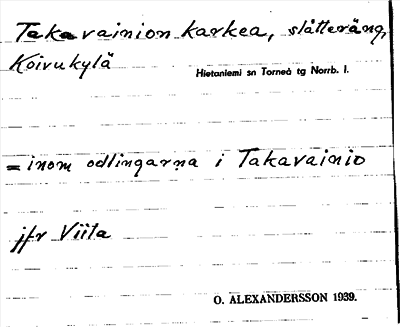 Takavainion karkea, slåtteräng,
Koivukylä
Hietaniemi sn Torneå tg Norrb. l.
= inom odlingarna i Takavainio
jfr Viita
O. ALEXANDERSSON 1939.